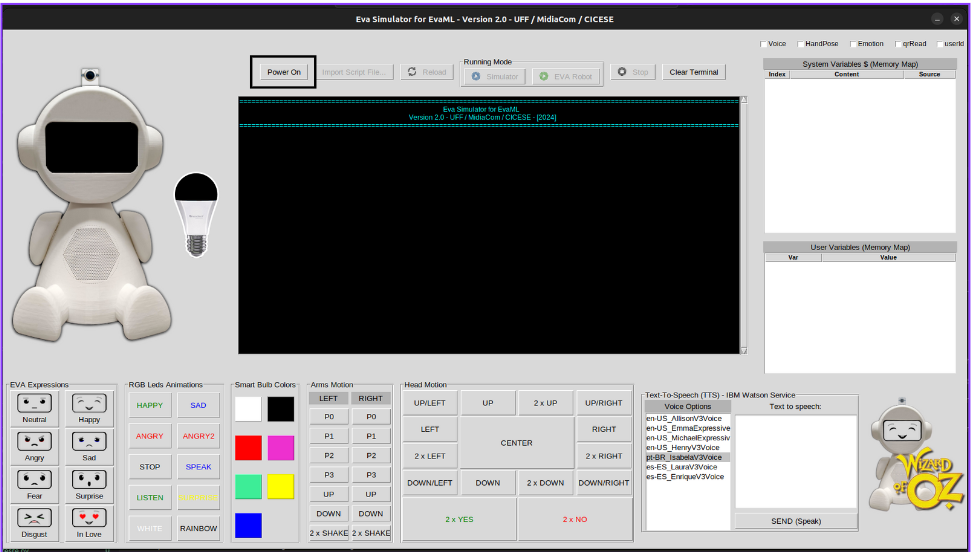 Eva Simulator for EvaML - Version 2.0 - UFF / MidiaCom / CICESE
Voice HandPose Emotion qrRead userId
Power On Import Script File... Reload
Running Mode
Simulator EVA Robot
Stop Clear Terminal
Eva Simulator for EvaML
Version 2.0 - UFF / MidiaCom / CICESE - [2024]
System Variables $ (Memory Map)
Index Content Source
User Variables (Memory Map)
Var Value
EVA Expressions
Neutral Happy
Angry Sad
Fear Surprise
Disgust In Love
RGB Leds Animations
HAPPY SAD
ANGRY ANGRY2
STOP SPEAK
LISTEN
WHITE RAINBOW
Smart Bulb Colors
Arms Motion
LEFT RIGHT
P0 P0
P1 P1
P2 P2
P3 P3
UP UP
DOWN DOWN
2 x SHAKE 2 x SHAKE
Head Motion
UP/LEFT UP 2 x UP UP/RIGHT
LEFT CENTER RIGHT
2 x LEFT 2 x RIGHT
DOWN/LEFT DOWN 2 x DOWN DOWN/RIGHT
2 x YES 2 x NO
Text-To-Speech (TTS) - IBM Watson Service
Voice Options Text to speech:
en-US_AllisonV3Voice
en-US_EmmaExpressive
en-US_HenryV3Voice
en-US_MichaelExpressiv
pt-BR_IsabelaV3Voice
es-ES_LauraV3Voice
es-ES_EnriqueV3Voice
SEND (Speak)
WIZARD
OF OZ